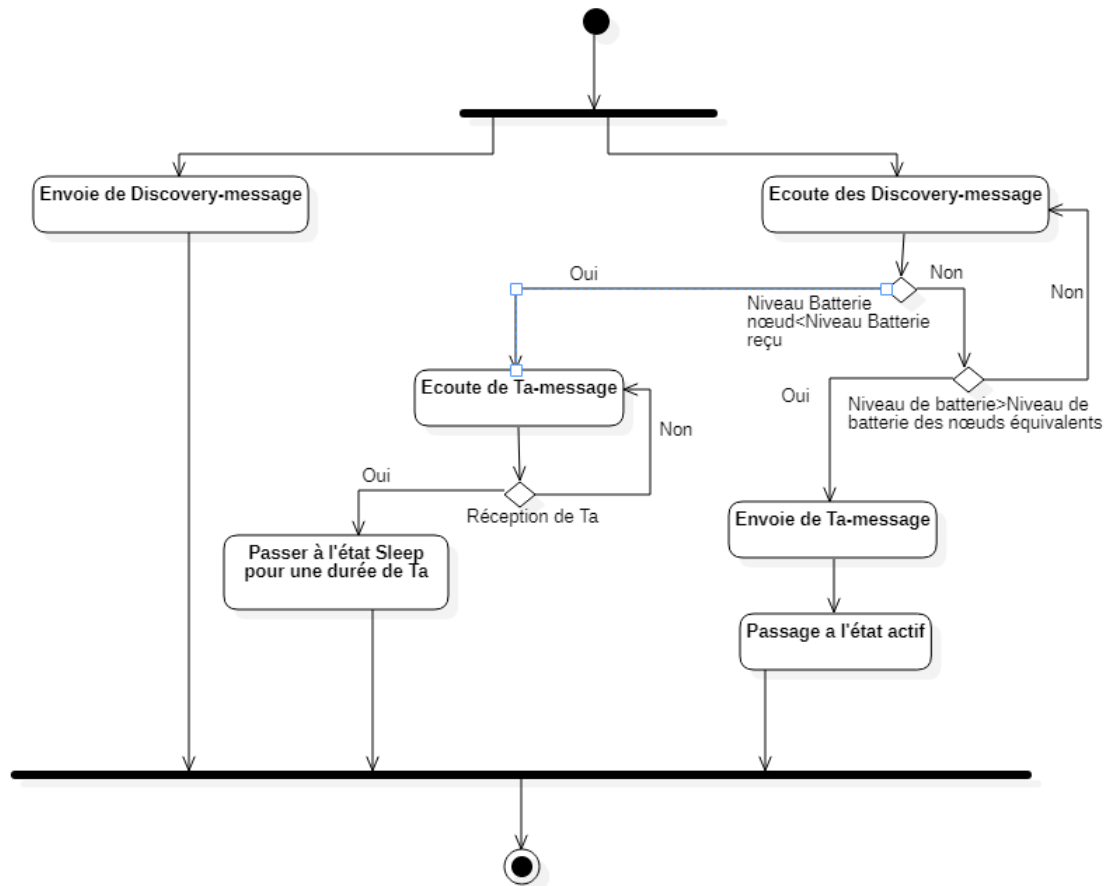 Envoie de Discovery-message
Ecoute des Discovery-message
Oui
Non
Non
Niveau Batterie
nœud<Niveau Batterie
reçu
Ecoute de Ta-message
Oui
Niveau de batterie>Niveau de
batterie des nœuds équivalents
Non
Oui
Réception de Ta
Envoie de Ta-message
Passer à l'état Sleep
pour une durée de Ta
Passage a l'état actif